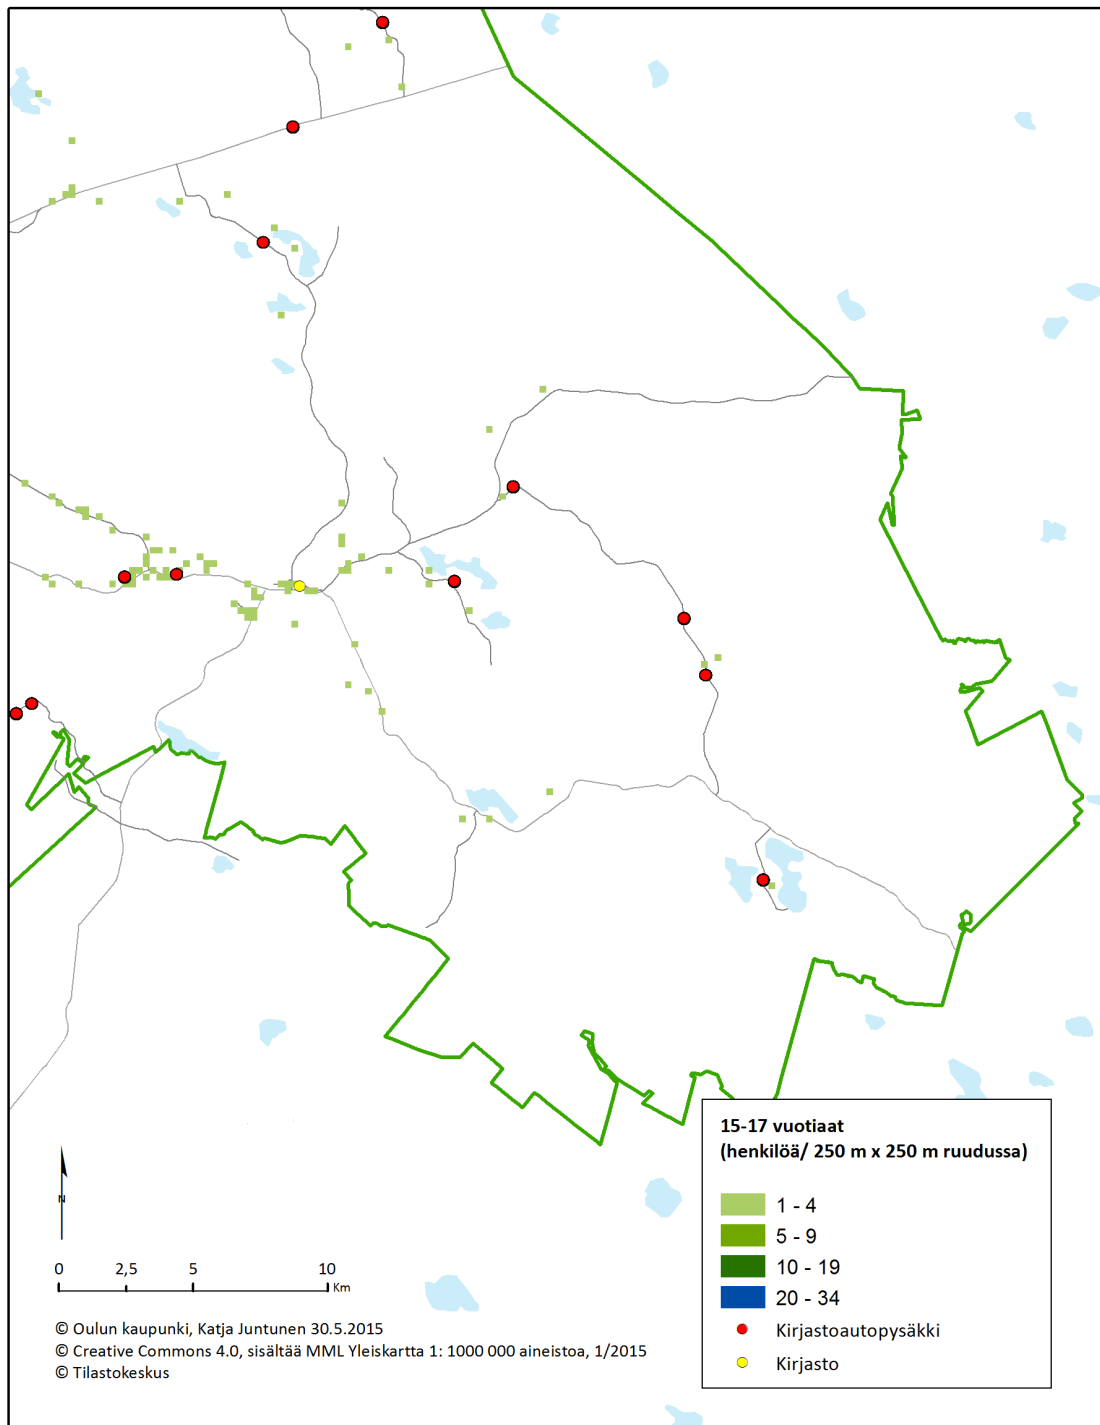 15-17 vuotiaat
(henkilöä/ 250 m x 250 m ruudussa)
1 - 4
5 - 9
10 - 19
20 - 34
Kirjastoautopysäkki
Kirjasto
N
0 2,5 5 10
Km
© Oulun kaupunki, Katja Juntunen 30.5.2015
© Creative Commons 4.0, sisältää MML Yleiskartta 1: 1000 000 aineistoa, 1/2015
© Tilastokeskus